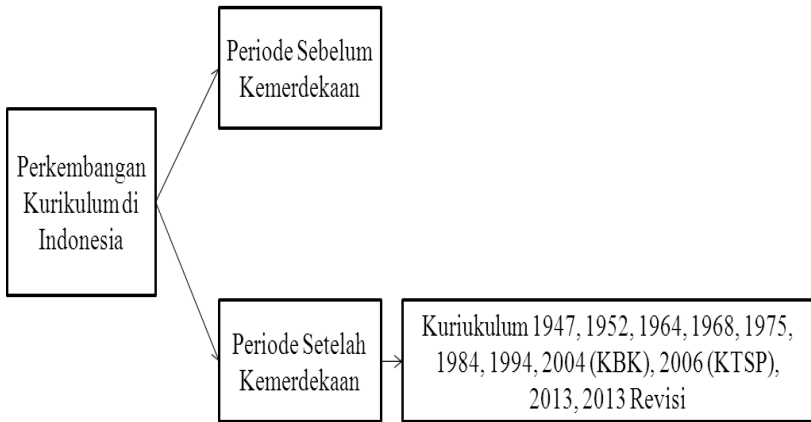 Periode Sebelum
Kemerdekaan
Perkembangan
Kurikulum di
Indonesia
Periode Setelah
Kemerdekaan
Kuriukulum 1947, 1952, 1964, 1968, 1975,
1984, 1994, 2004 (KBK), 2006 (KTSP),
2013, 2013 Revisi